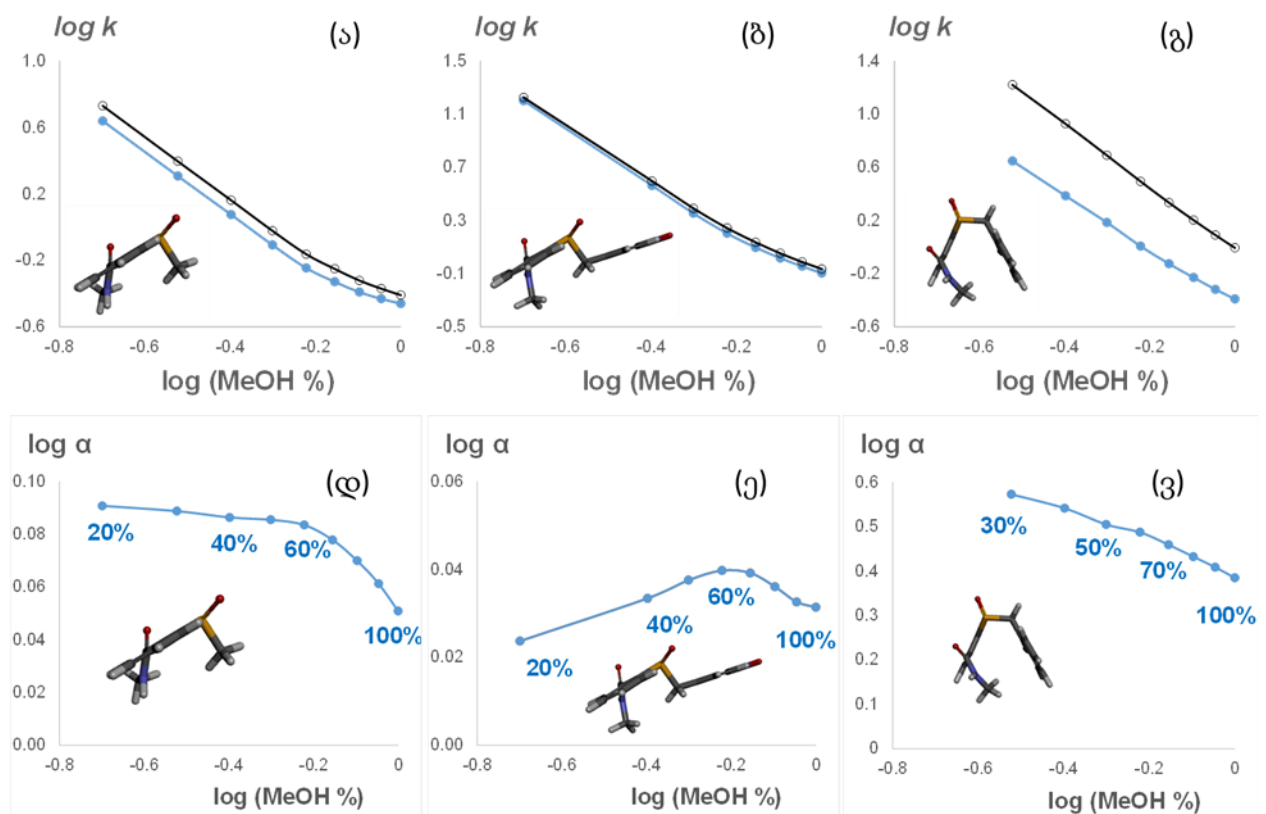 log k (ა)
1.0
0.6
0.2
-0.2
-0.6
-0.8 -0.6 -0.4 -0.2 0
log (MeOH %)
log k (ბ)
1.5
1.1
0.7
0.3
-0.1
-0.5
-0.8 -0.6 -0.4 -0.2 0
log (MeOH %)
log k (გ)
1.4
1.0
0.6
0.2
-0.2
-0.6
-0.8 -0.6 -0.4 -0.2 0
log (MeOH %)
log α
(დ)
0.10
0.08
0.06
0.04
0.02
0.00
20%
40%
60%
100%
-0.8 -0.6 -0.4 -0.2 0
log (MeOH %)
log α
(ე)
0.06
0.04
0.02
0.00
20%
40%
60%
100%
-0.8 -0.6 -0.4 -0.2 0
log (MeOH %)
log α
(ვ)
0.6
0.5
0.4
0.3
0.2
0.1
0
30%
50%
70%
100%
-0.8 -0.6 -0.4 -0.2 0
log (MeOH %)